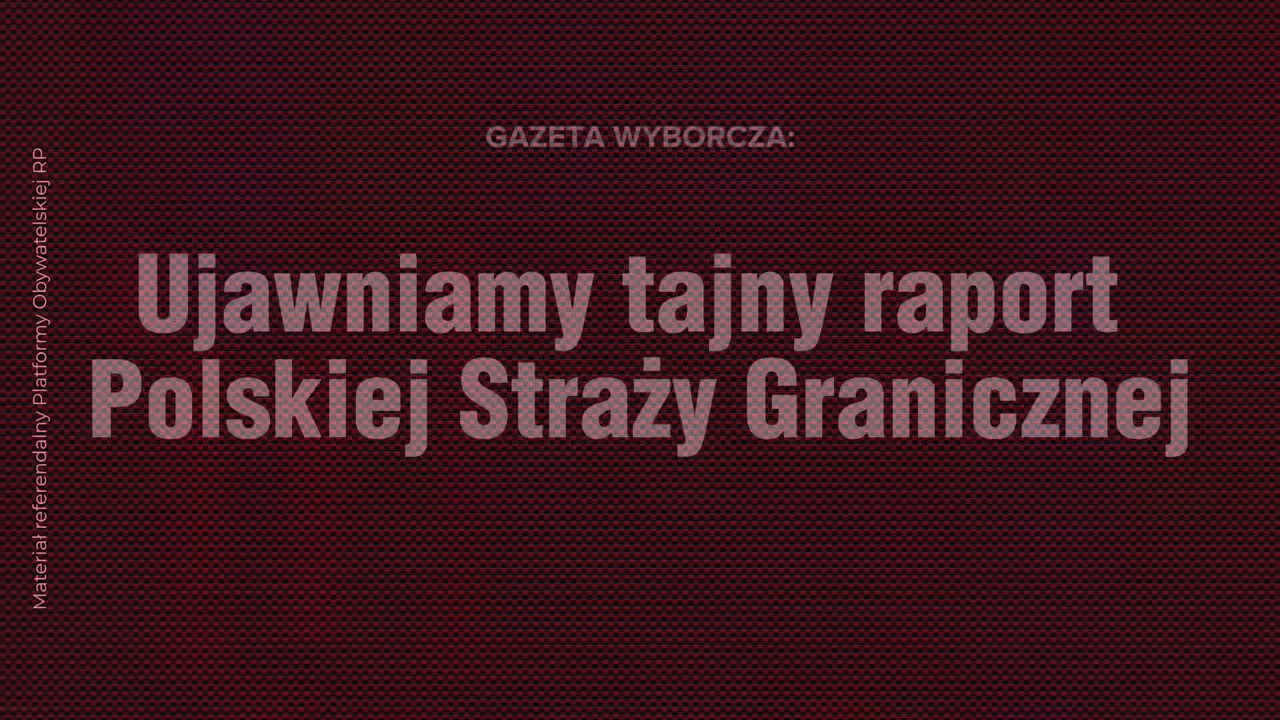 GAZETA WYBORCZA:
Ujawniamy tajny raport
Polskiej Straży Granicznej
Materiał referendalny Platformy Obywatelskiej RP